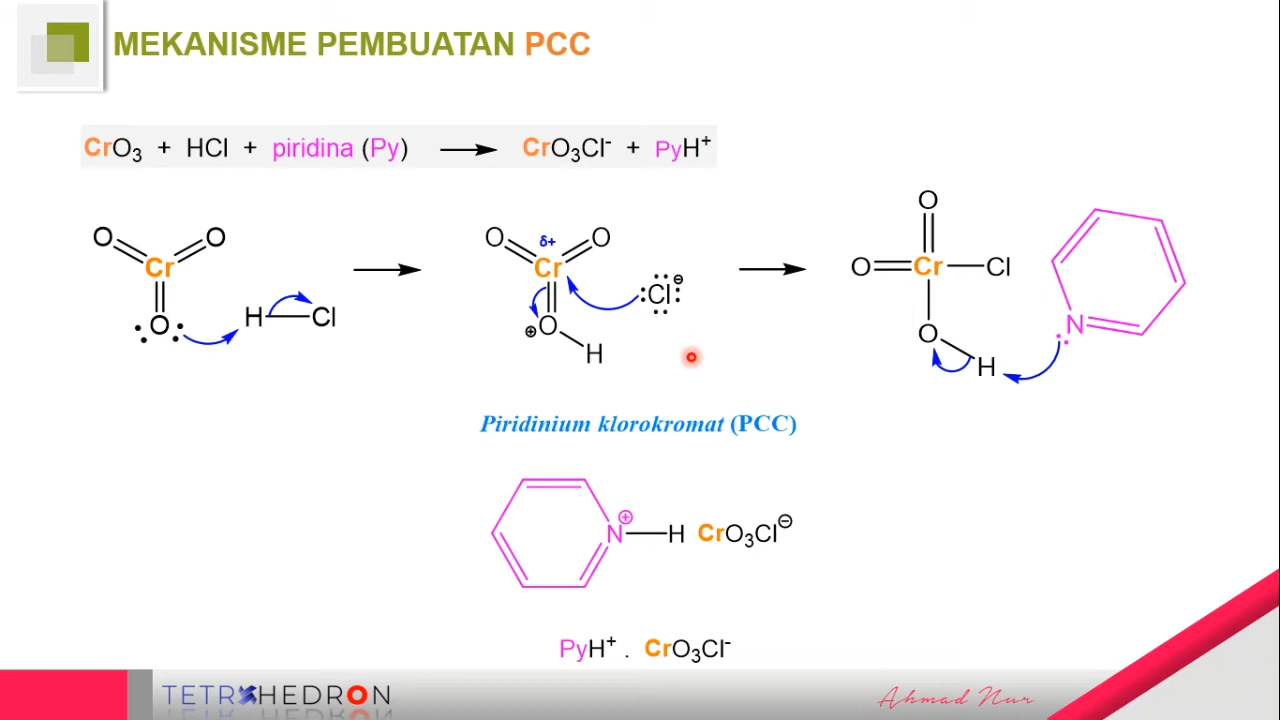 MEKANISME PEMBUATAN PCC
CrO₃ + HCl + piridina (Py) → CrO₃Cl⁻ + PyH⁺
O O δ+ O O O
Cr Cr O Cr Cl
O H Cl O H Cl ⊖ O H N
Piridinium klorokromat (PCC)
N ⊕ H CrO₃Cl ⊖
PyH⁺ . CrO₃Cl⁻
TETRAHEDRON
Ahmad Nur